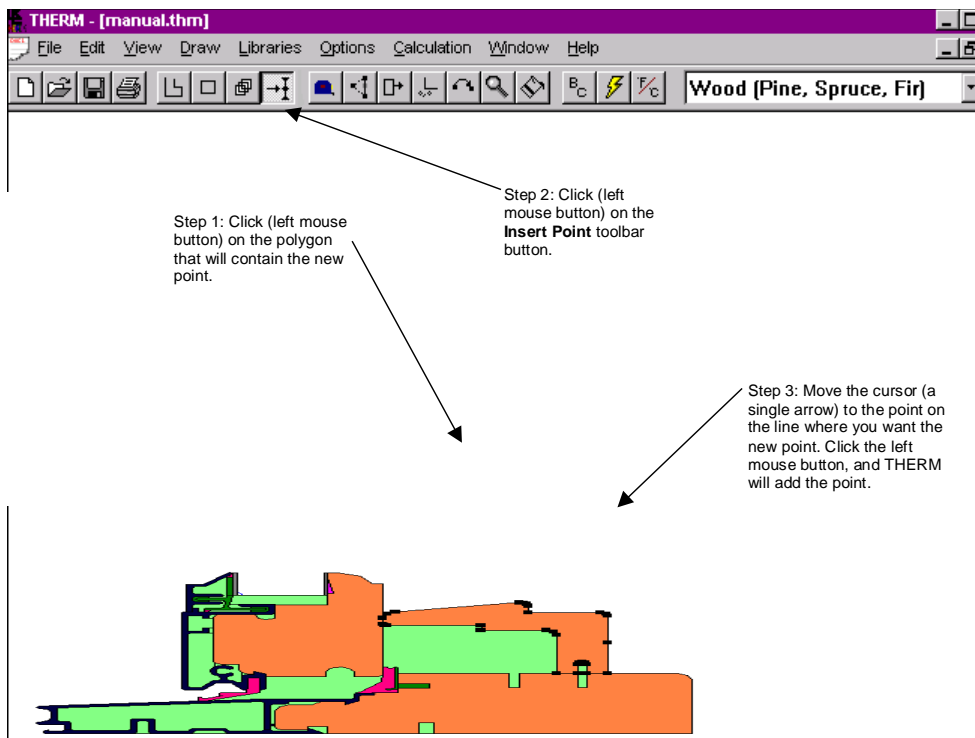 THERM - [manual.thm]
File Edit View Draw Libraries Options Calculation Window Help
B C °F/C Wood (Pine, Spruce, Fir)
Step 2: Click (left
mouse button) on the
Insert Point toolbar
button.
Step 1: Click (left mouse
button) on the polygon
that will contain the new
point.
Step 3: Move the cursor (a
single arrow) to the point on
the line where you want the
new point. Click the left
mouse button, and THERM
will add the point.